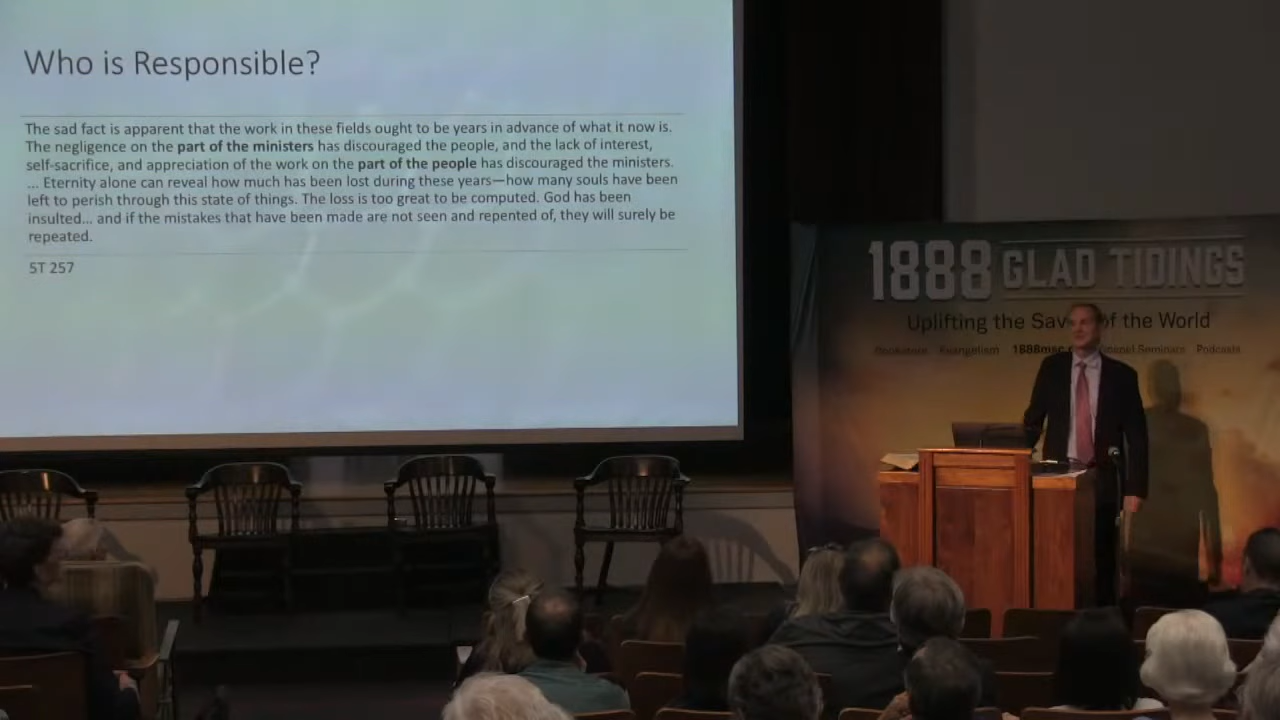 Who is Responsible?
The sad fact is apparent that the work in these fields ought to be years in advance of what it now is.
The negligence on the part of the ministers has discouraged the people, and the lack of interest,
self-sacrifice, and appreciation of the work on the part of the people has discouraged the ministers.
... Eternity alone can reveal how much has been lost during these years—how many souls have been
left to perish through this state of things. The loss is too great to be computed. God has been
insulted... and if the mistakes that have been made are not seen and repented of, they will surely be
repeated.
5T 257
1888 GLAD TIDINGS
Uplifting the of the World
Bookstore Evangelism Seminars Podcasts